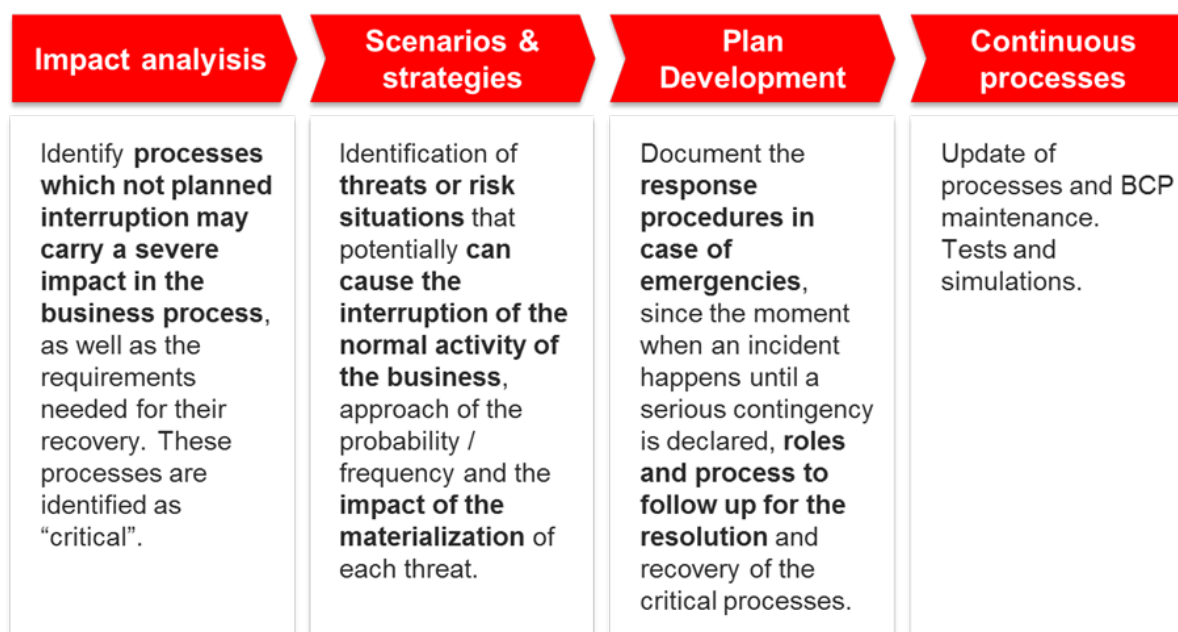 Impact analyisis
Identify processes
which not planned
interruption may
carry a severe
impact in the
business process,
as well as the
requirements
needed for their
recovery. These
processes are
identified as
“critical”.
Scenarios &
strategies
Identification of
threats or risk
situations that
potentially can
cause the
interruption of the
normal activity of
the business,
approach of the
probability /
frequency and the
impact of the
materialization of
each threat.
Plan
Development
Document the
response
procedures in
case of
emergencies,
since the moment
when an incident
happens until a
serious contingency
is declared, roles
and process to
follow up for the
resolution and
recovery of the
critical processes.
Continuous
processes
Update of
processes and BCP
maintenance.
Tests and
simulations.